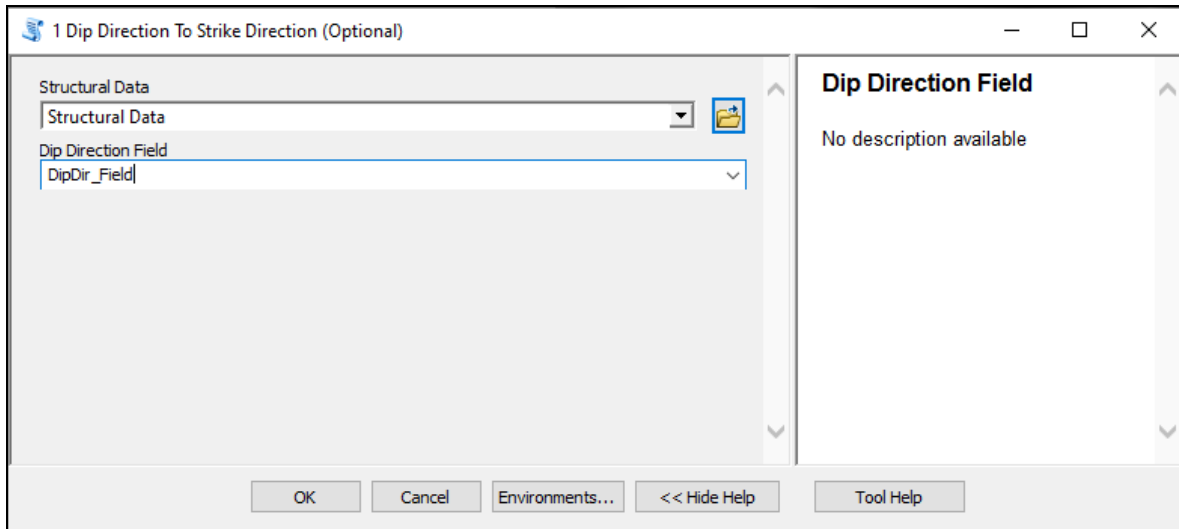 1 Dip Direction To Strike Direction (Optional)
Structural Data
Structural Data
Dip Direction Field
DipDir_Field
Dip Direction Field
No description available
OK
Cancel
Environments...
<< Hide Help
Tool Help